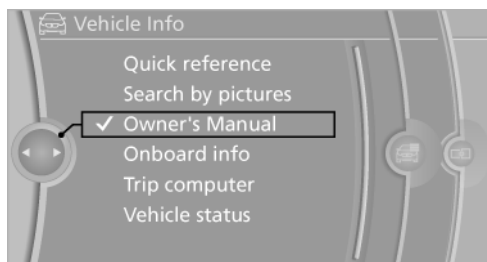 Vehicle Info
Quick reference
Search by pictures
Owner's Manual
Onboard info
Trip computer
Vehicle status